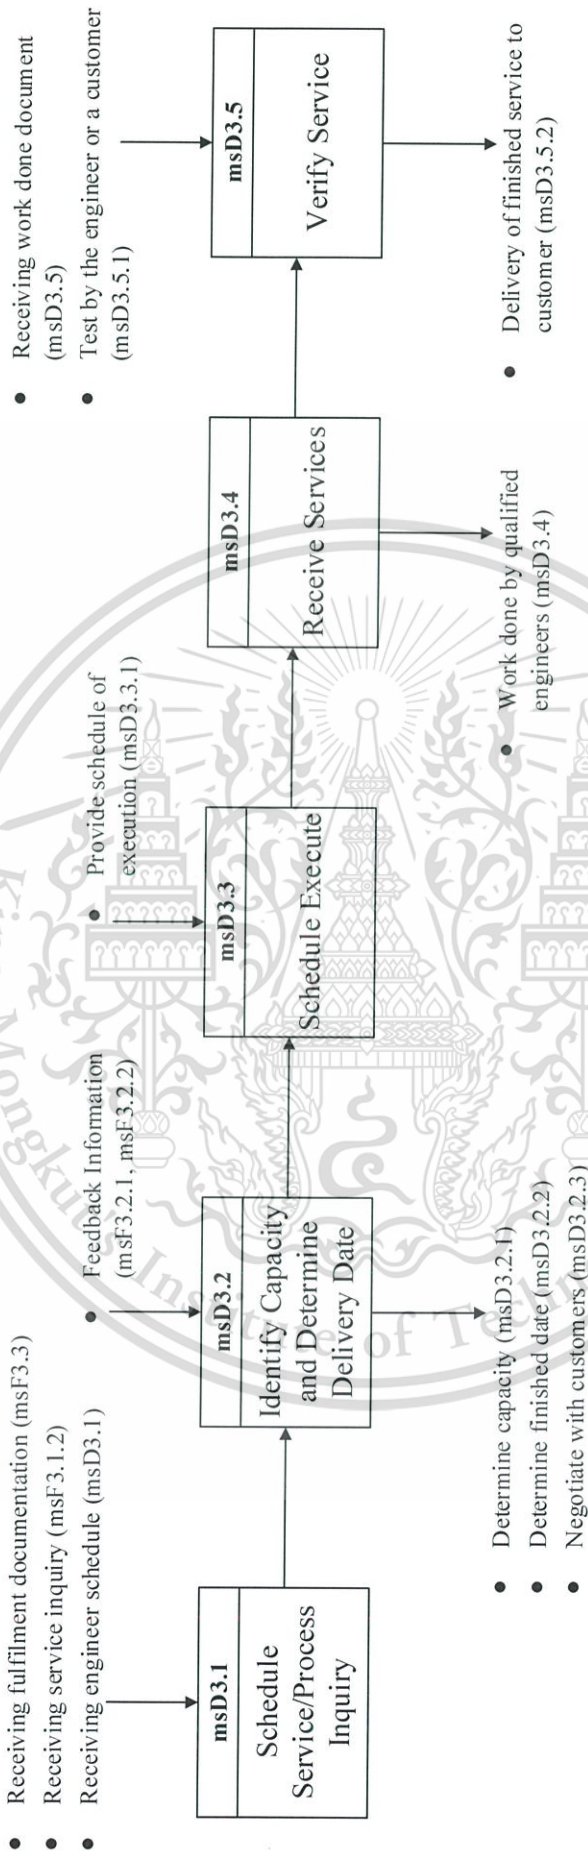 • Receiving fulfilment documentation (msF3.3)
• Receiving service inquiry (msF3.1.2)
• Receiving engineer schedule (msD3.1)
msD3.1
Schedule
Service/Process
Inquiry
• Feedback Information
(msF3.2.1, msF3.2.2)
msD3.2
Identify Capacity
and Determine
Delivery Date
• Determine capacity (msD3.2.1)
• Determine finished date (msD3.2.2)
• Negotiate with customers (msD3.2.3)
• Provide schedule of
execution (msD3.3.1)
msD3.3
Schedule Execute
msD3.4
Receive Services
• Work done by qualified
engineers (msD3.4)
• Receiving work done document
(msD3.5)
• Test by the engineer or a customer
(msD3.5.1)
msD3.5
Verify Service
• Delivery of finished service to
customer (msD3.5.2)
Mongkut's Institute of Techn